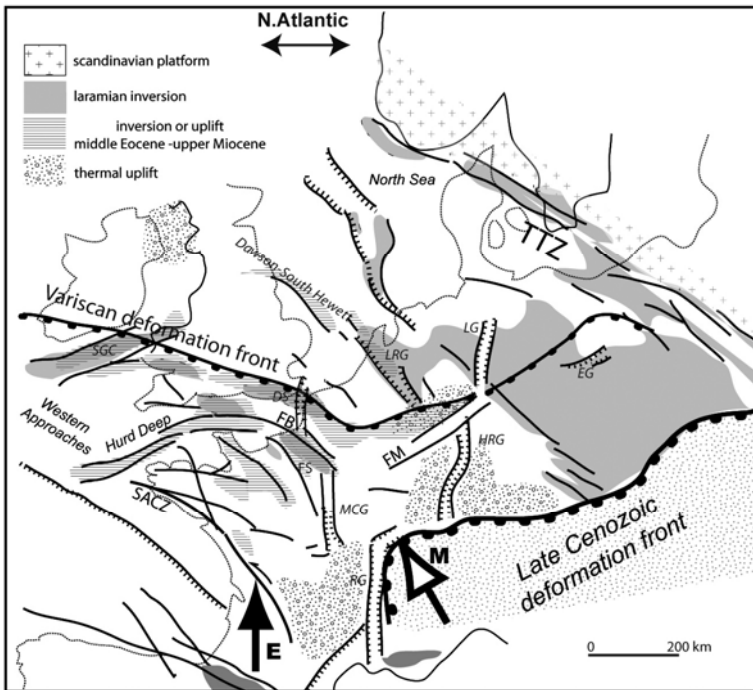 N.Atlantic
scandinavian platform
laramian inversion
inversion or uplift
middle Eocene -upper Miocene
thermal uplift
North Sea
TTZ
Dowson-South Hewett
Variscan deformation front
SGC
LG
LRG
EG
DS
FB
Western
Approaches
Hurd Deep
ES
FM
HRG
SACZ
MCG
RG
M
Late Cenozoic
deformation front
E
0 200 km